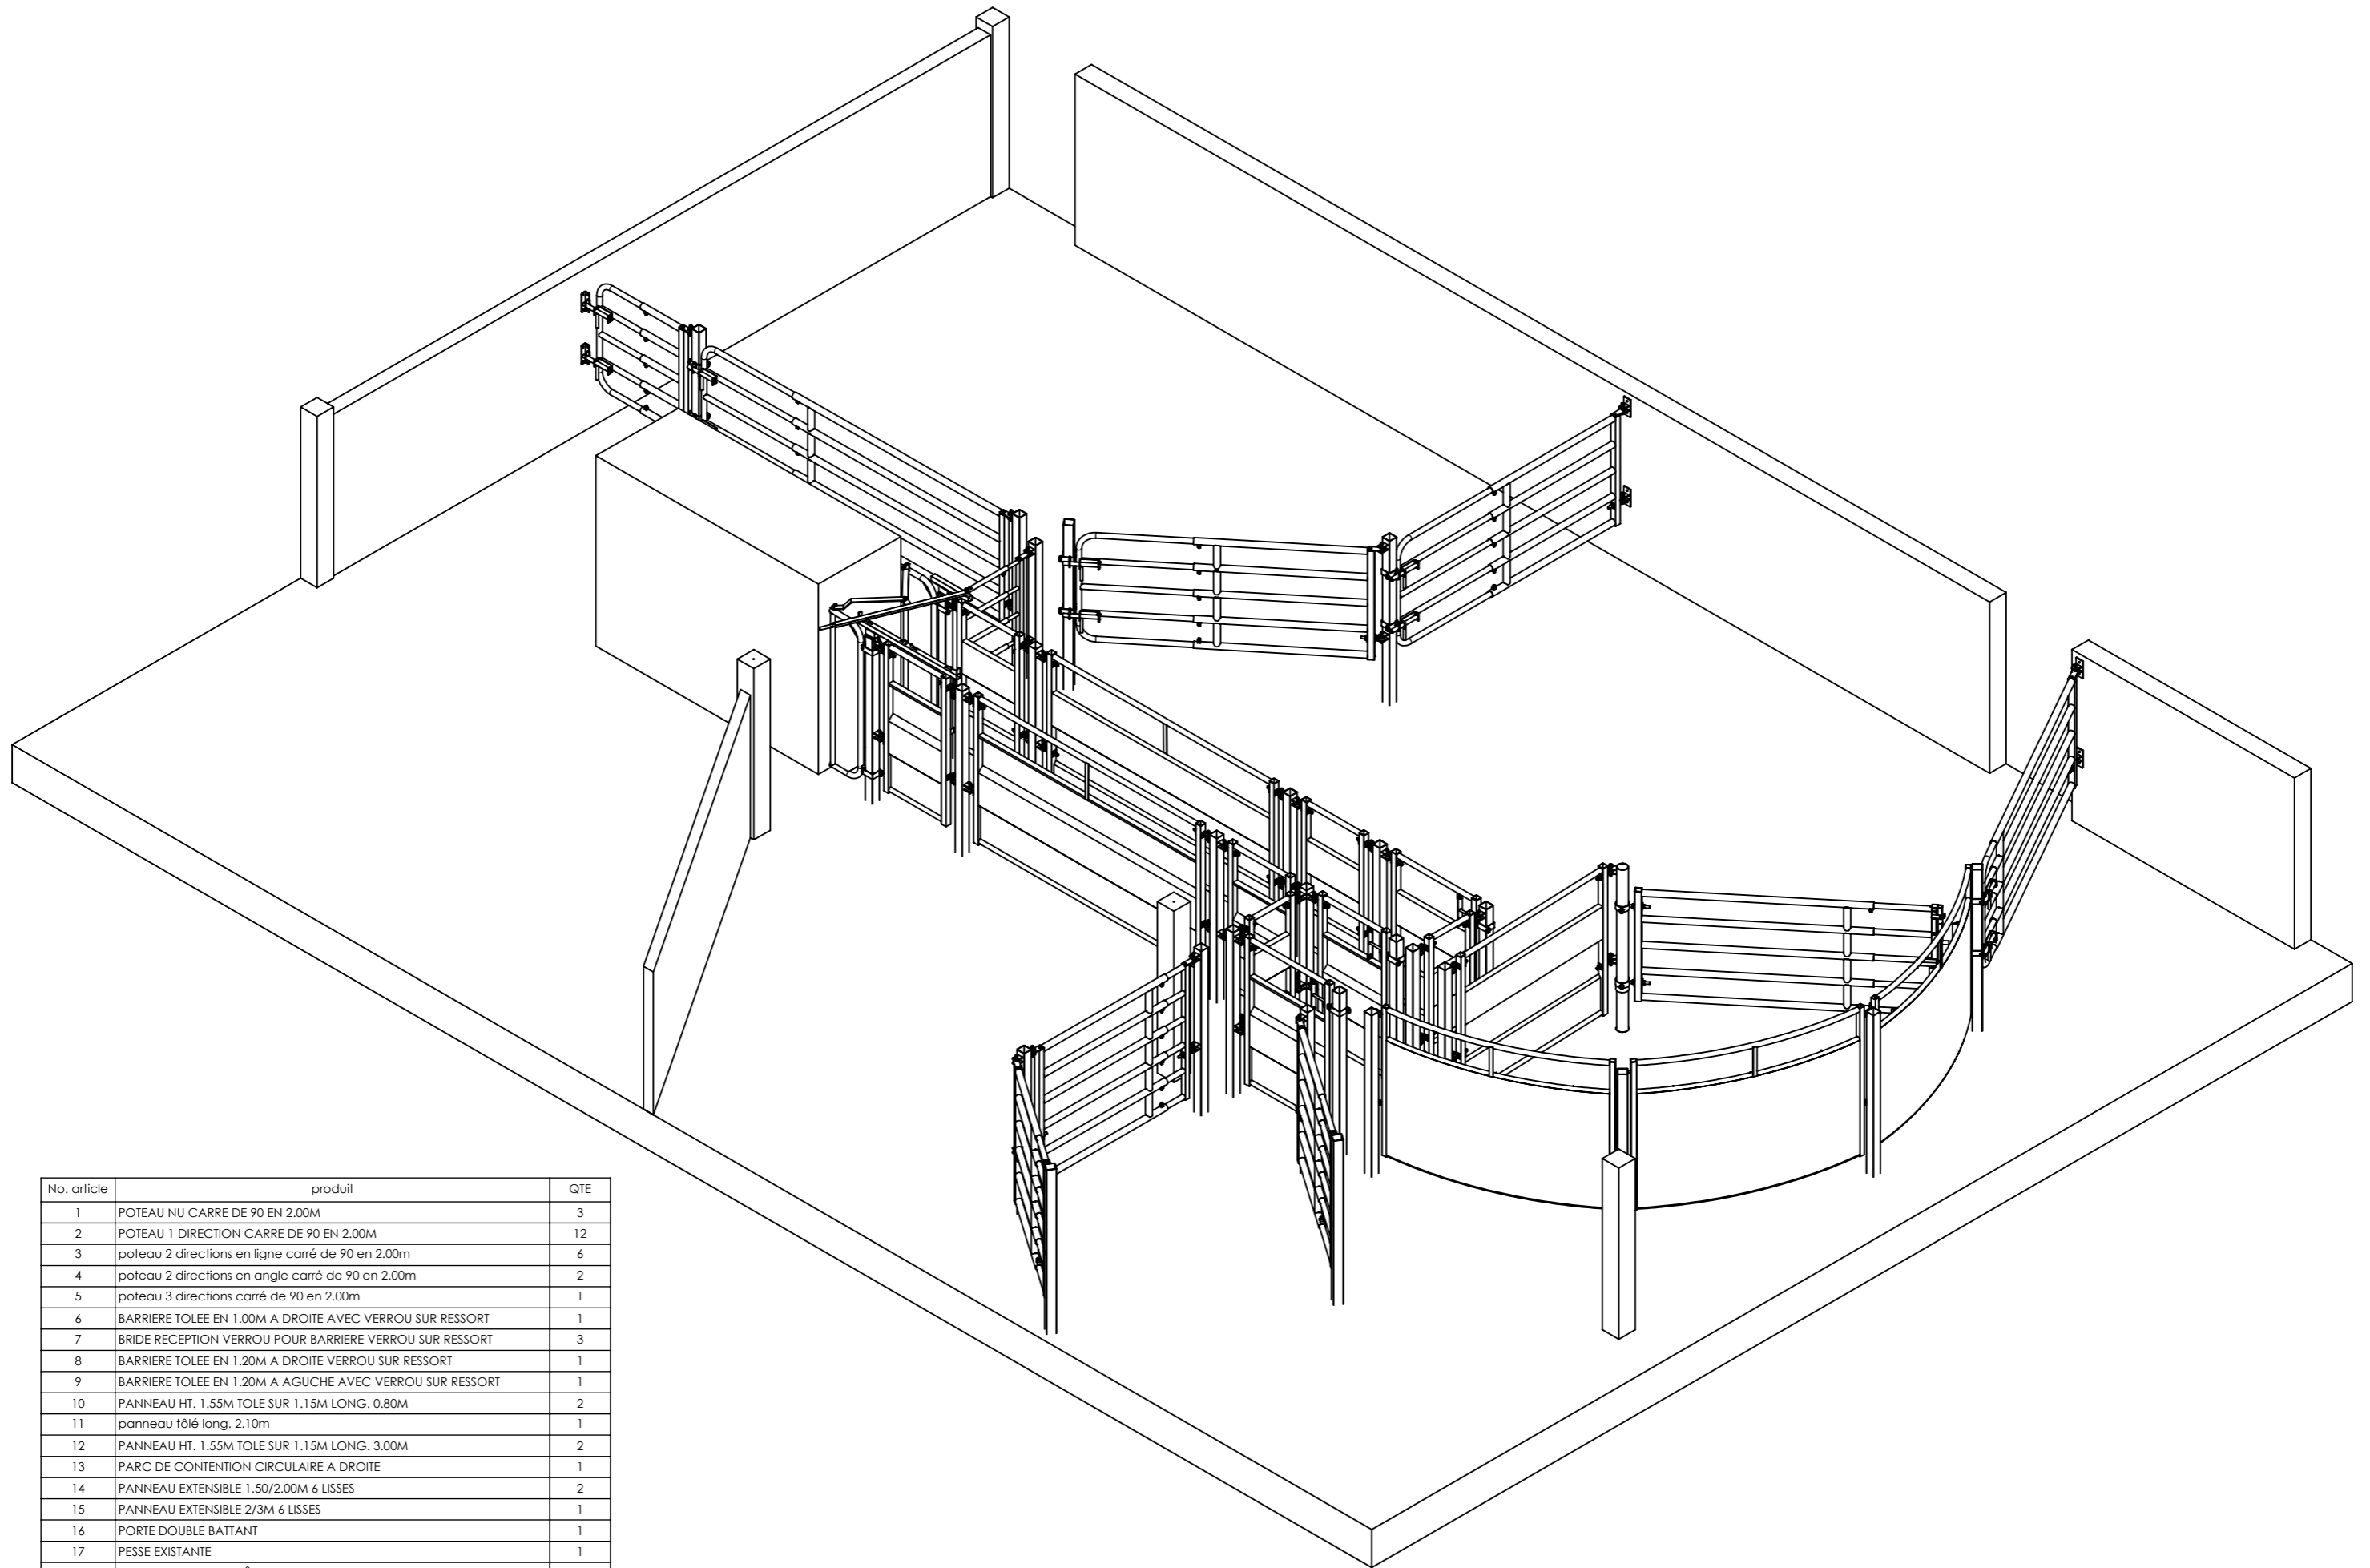 No. article produit QTE
1 POTEAU NU CARRE DE 90 EN 2.00M 3
2 POTEAU 1 DIRECTION CARRE DE 90 EN 2.00M 12
3 poteau 2 directions en ligne carré de 90 en 2.00m 6
4 poteau 2 directions en angle carré de 90 en 2.00m 2
5 poteau 3 directions carré de 90 en 2.00m 1
6 BARRIERE TOLEE EN 1.00M A DROITE AVEC VERROU SUR RESSORT 1
7 BRIDE RECEPTION VERROU POUR BARRIERE VERROU SUR RESSORT 3
8 BARRIERE TOLEE EN 1.20M A DROITE VERROU SUR RESSORT 1
9 BARRIERE TOLEE EN 1.20M A AGUCHE AVEC VERROU SUR RESSORT 1
10 PANNEAU HT. 1.55M TOLE SUR 1.15M LONG. 0.80M 2
11 panneau tôlé long. 2.10m 1
12 PANNEAU HT. 1.55M TOLE SUR 1.15M LONG. 3.00M 2
13 PARC DE CONTENTION CIRCULAIRE A DROITE 1
14 PANNEAU EXTENSIBLE 1.50/2.00M 6 LISSES 2
15 PANNEAU EXTENSIBLE 2/3M 6 LISSES 1
16 PORTE DOUBLE BATTANT 1
17 PESSE EXISTANTE 1